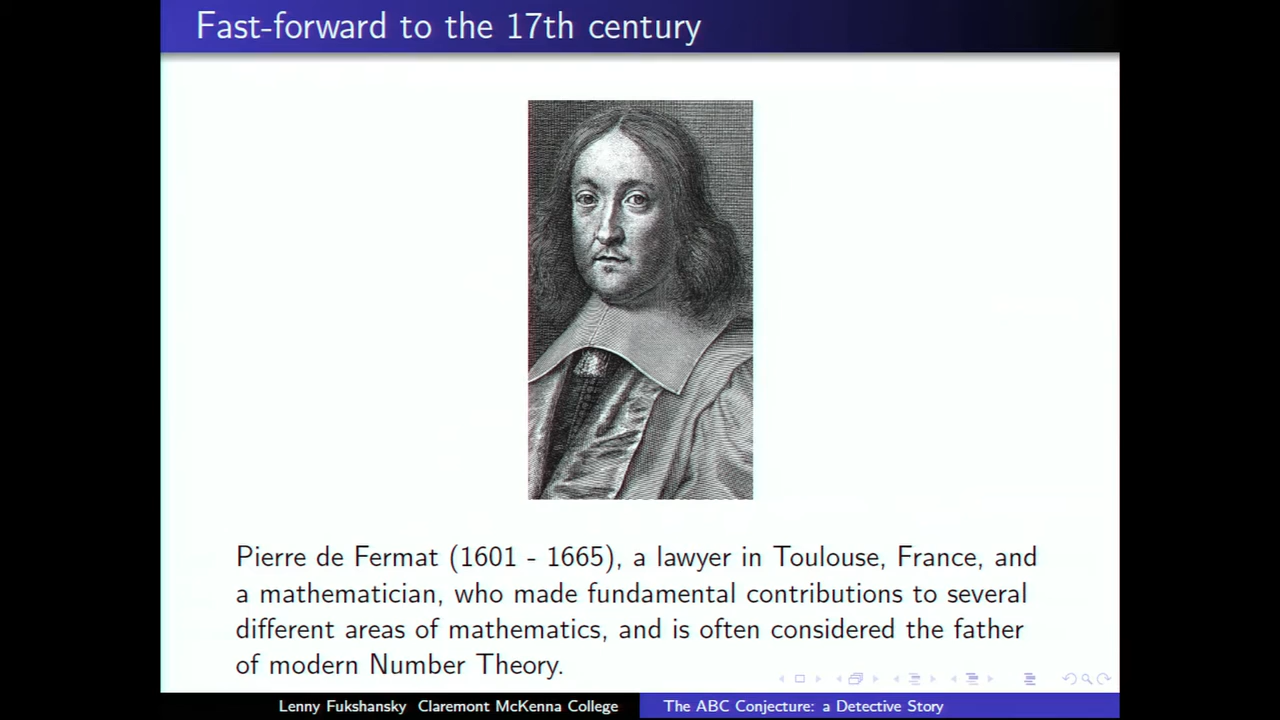 Fast-forward to the 17th century
Pierre de Fermat (1601 - 1665), a lawyer in Toulouse, France, and
a mathematician, who made fundamental contributions to several
different areas of mathematics, and is often considered the father
of modern Number Theory.
Lenny Fukshansky Claremont McKenna College
The ABC Conjecture: a Detective Story